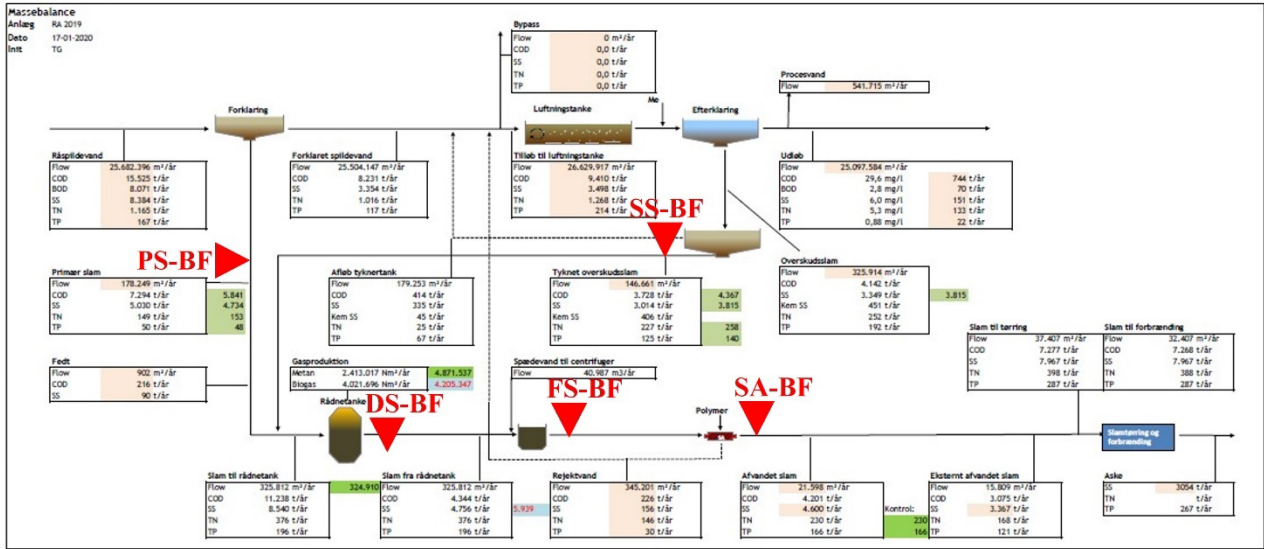 Massebalance
Anlæg RA 2019
Dato 17-01-2020
Init TG
Bypass
Flow 0 m³/år
COD 0,0 t/år
SS 0,0 t/år
TN 0,0 t/år
TP 0,0 t/år
Procesvand
Flow 541.715 m³/år
Forklaring
Luftningstanke
Me
Efterklaring
Råspildevand
Flow 25.682.396 m³/år
COD 15.525 t/år
BOD 8.071 t/år
SS 8.384 t/år
TN 1.165 t/år
TP 167 t/år
Forklaret spildevand
Flow 25.504.147 m³/år
COD 8.231 t/år
SS 3.354 t/år
TN 1.016 t/år
TP 117 t/år
Tilløb til luftningstanke
Flow 26.629.917 m³/år
COD 9.410 t/år
SS 3.498 t/år
TN 1.268 t/år
TP 214 t/år
Udløb
Flow 25.097.584 m³/år
COD 29,6 mg/l 744 t/år
BOD 2,8 mg/l 70 t/år
SS 6,0 mg/l 151 t/år
TN 5,3 mg/l 133 t/år
TP 0,88 mg/l 22 t/år
SS-BF
PS-BF
Primær slam
Flow 178.249 m³/år
COD 7.294 t/år 5.841
SS 5.030 t/år 4.734
TN 149 t/år 153
TP 50 t/år 48
Afløb tyknertank
Flow 179.253 m³/år
COD 414 t/år
SS 335 t/år
Kem SS 45 t/år
TN 25 t/år
TP 67 t/år
Tyknet overskudsslam
Flow 146.661 m³/år
COD 3.728 t/år 4.367
SS 3.014 t/år 3.815
Kem SS 406 t/år
TN 227 t/år 258
TP 125 t/år 140
Overskudsslam
Flow 325.914 m³/år
COD 4.142 t/år
SS 3.349 t/år 3.815
Kem SS 451 t/år
TN 252 t/år
TP 192 t/år
Slam til tørring
Flow 37.407 m³/år
COD 7.277 t/år
SS 7.967 t/år
TN 398 t/år
TP 287 t/år
Slam til forbrænding
Flow 32.407 m³/år
COD 7.268 t/år
SS 7.967 t/år
TN 388 t/år
TP 287 t/år
Fedt
Flow 902 m³/år
COD 216 t/år
SS 90 t/år
Gasproduktion
Metan 2.413.017 Nm³/år 4.871.537
Biogas 4.021.696 Nm³/år 4.205.347
Spædevand til centrifuger
Flow 40.987 m3/år
Rådnetanke
DS-BF
FS-BF
SA-BF
Polymer
Slamtørring og
forbrænding
Slam til rådnetank
Flow 325.812 m³/år 324.910
COD 11.238 t/år
SS 8.540 t/år
TN 376 t/år
TP 196 t/år
Slam fra rådnetank
Flow 325.812 m³/år
COD 4.344 t/år
SS 4.756 t/år 5.939
TN 376 t/år
TP 196 t/år
Rejektvand
Flow 345.201 m³/år
COD 226 t/år
SS 156 t/år
TN 146 t/år
TP 30 t/år
Afvandet slam
Flow 21.598 m³/år
COD 4.201 t/år
SS 4.600 t/år Kontrol:
TN 230 t/år 230
TP 166 t/år 166
Eksternt afvandet slam
Flow 15.809 m³/år
COD 3.075 t/år
SS 3.367 t/år
TN 168 t/år
TP 121 t/år
Aske
SS 3054 t/år
TN t/år
TP 267 t/år